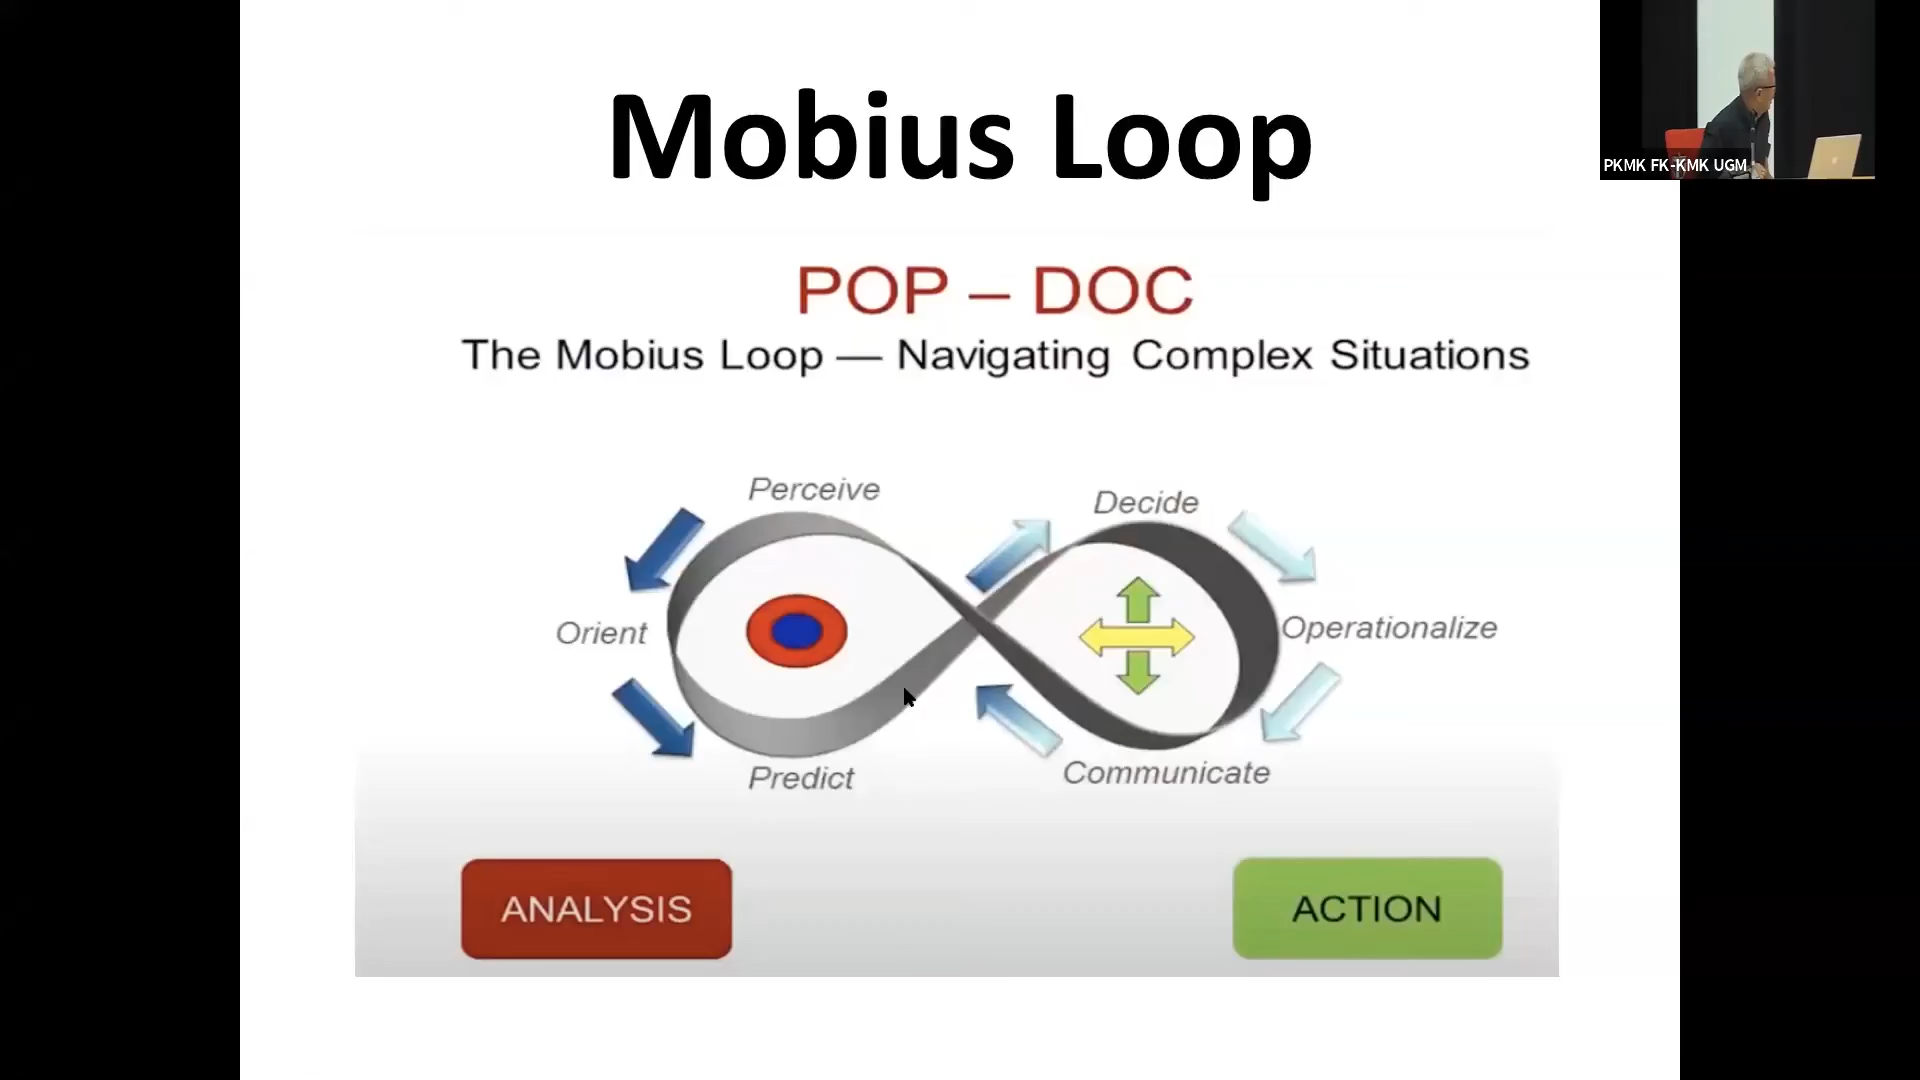 Mobius Loop
PKMK FK-KMK UGM
POP – DOC
The Mobius Loop — Navigating Complex Situations
Perceive
Decide
Orient
Operationalize
Predict
Communicate
ANALYSIS
ACTION